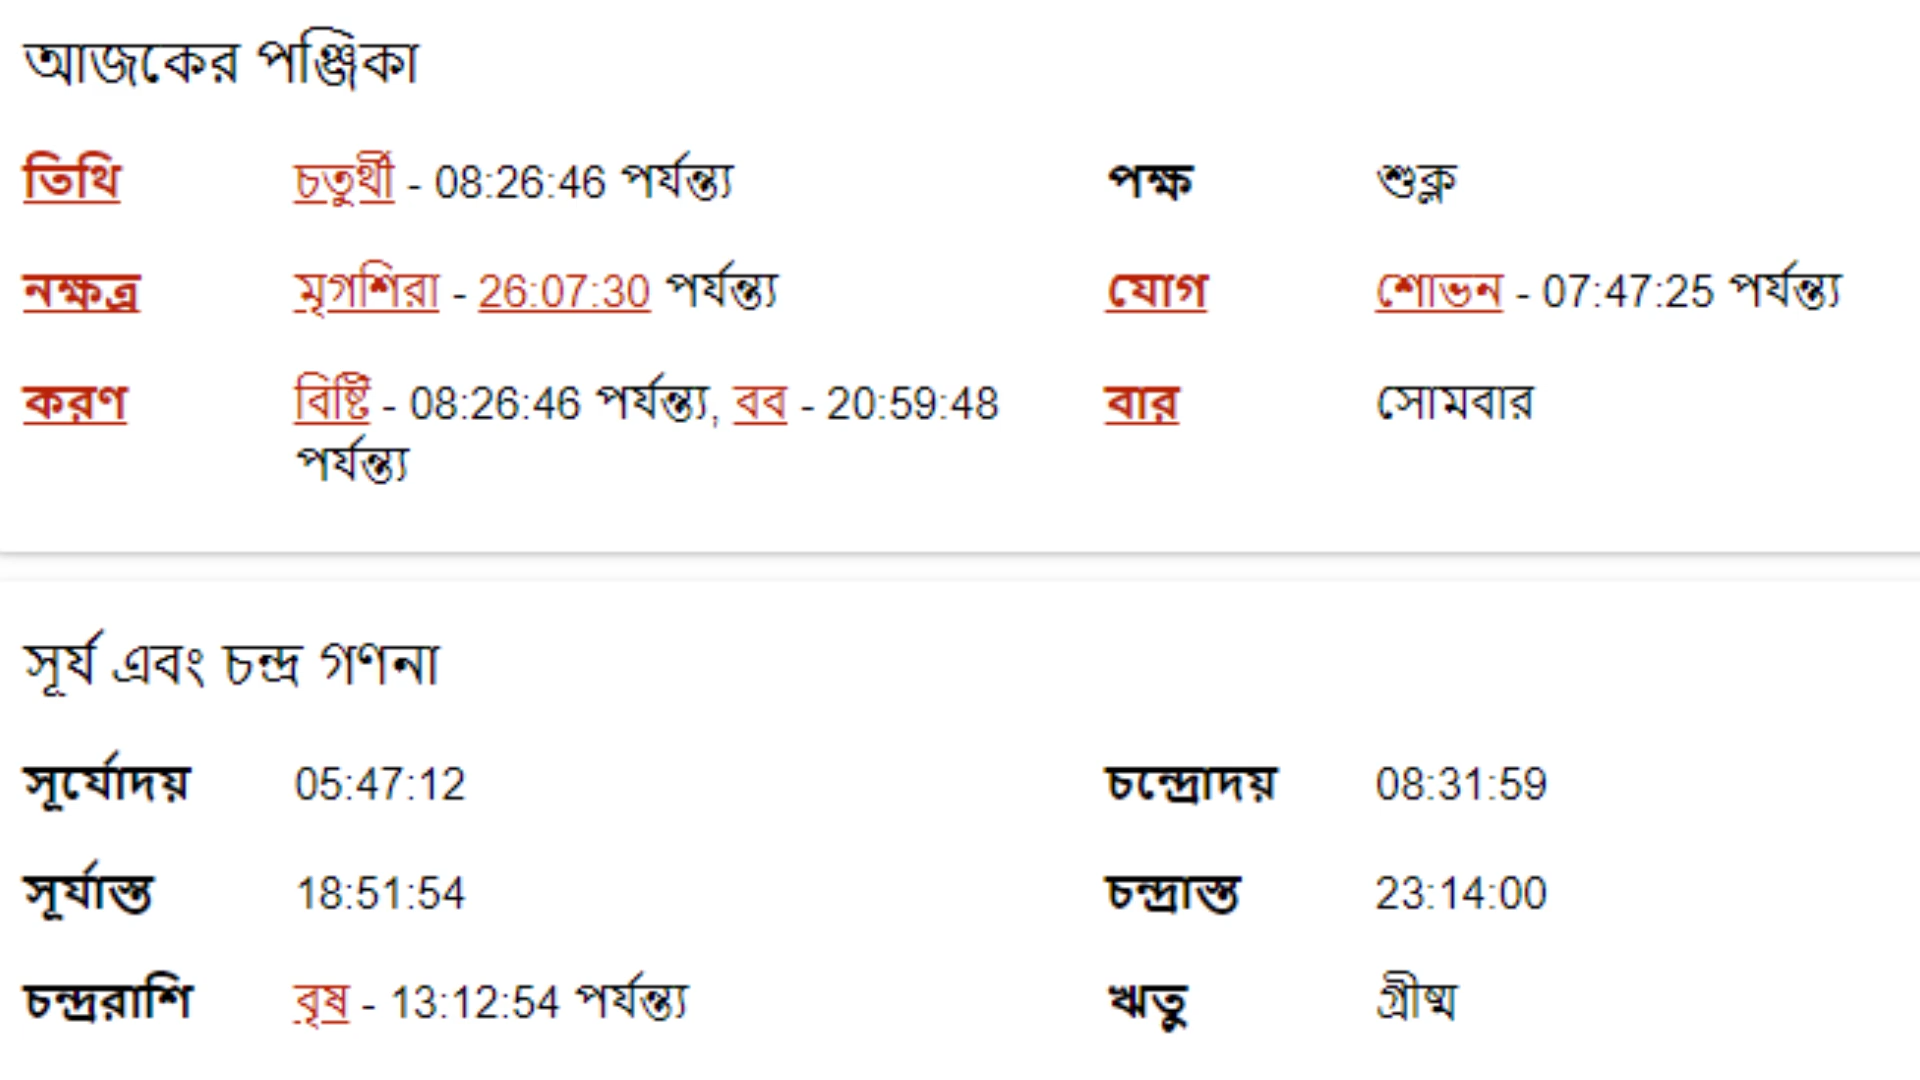 আজকের পঞ্জিকা
তিথি চতুর্থী - 08:26:46 পর্যন্ত্য পক্ষ শুক্ল
নক্ষত্র মৃগশিরা - 26:07:30 পর্যন্ত্য যোগ শোভন - 07:47:25 পর্যন্ত্য
করণ বিষ্টি - 08:26:46 পর্যন্ত্য, বব - 20:59:48 বার সোমবার
পর্যন্ত্য
সূর্য এবং চন্দ্র গণনা
সূর্যোদয় 05:47:12 চন্দ্রোদয় 08:31:59
সূর্যাস্ত 18:51:54 চন্দ্রাস্ত 23:14:00
চন্দ্ররাশি বৃষ - 13:12:54 পর্যন্ত্য ঋতু গ্রীষ্ম